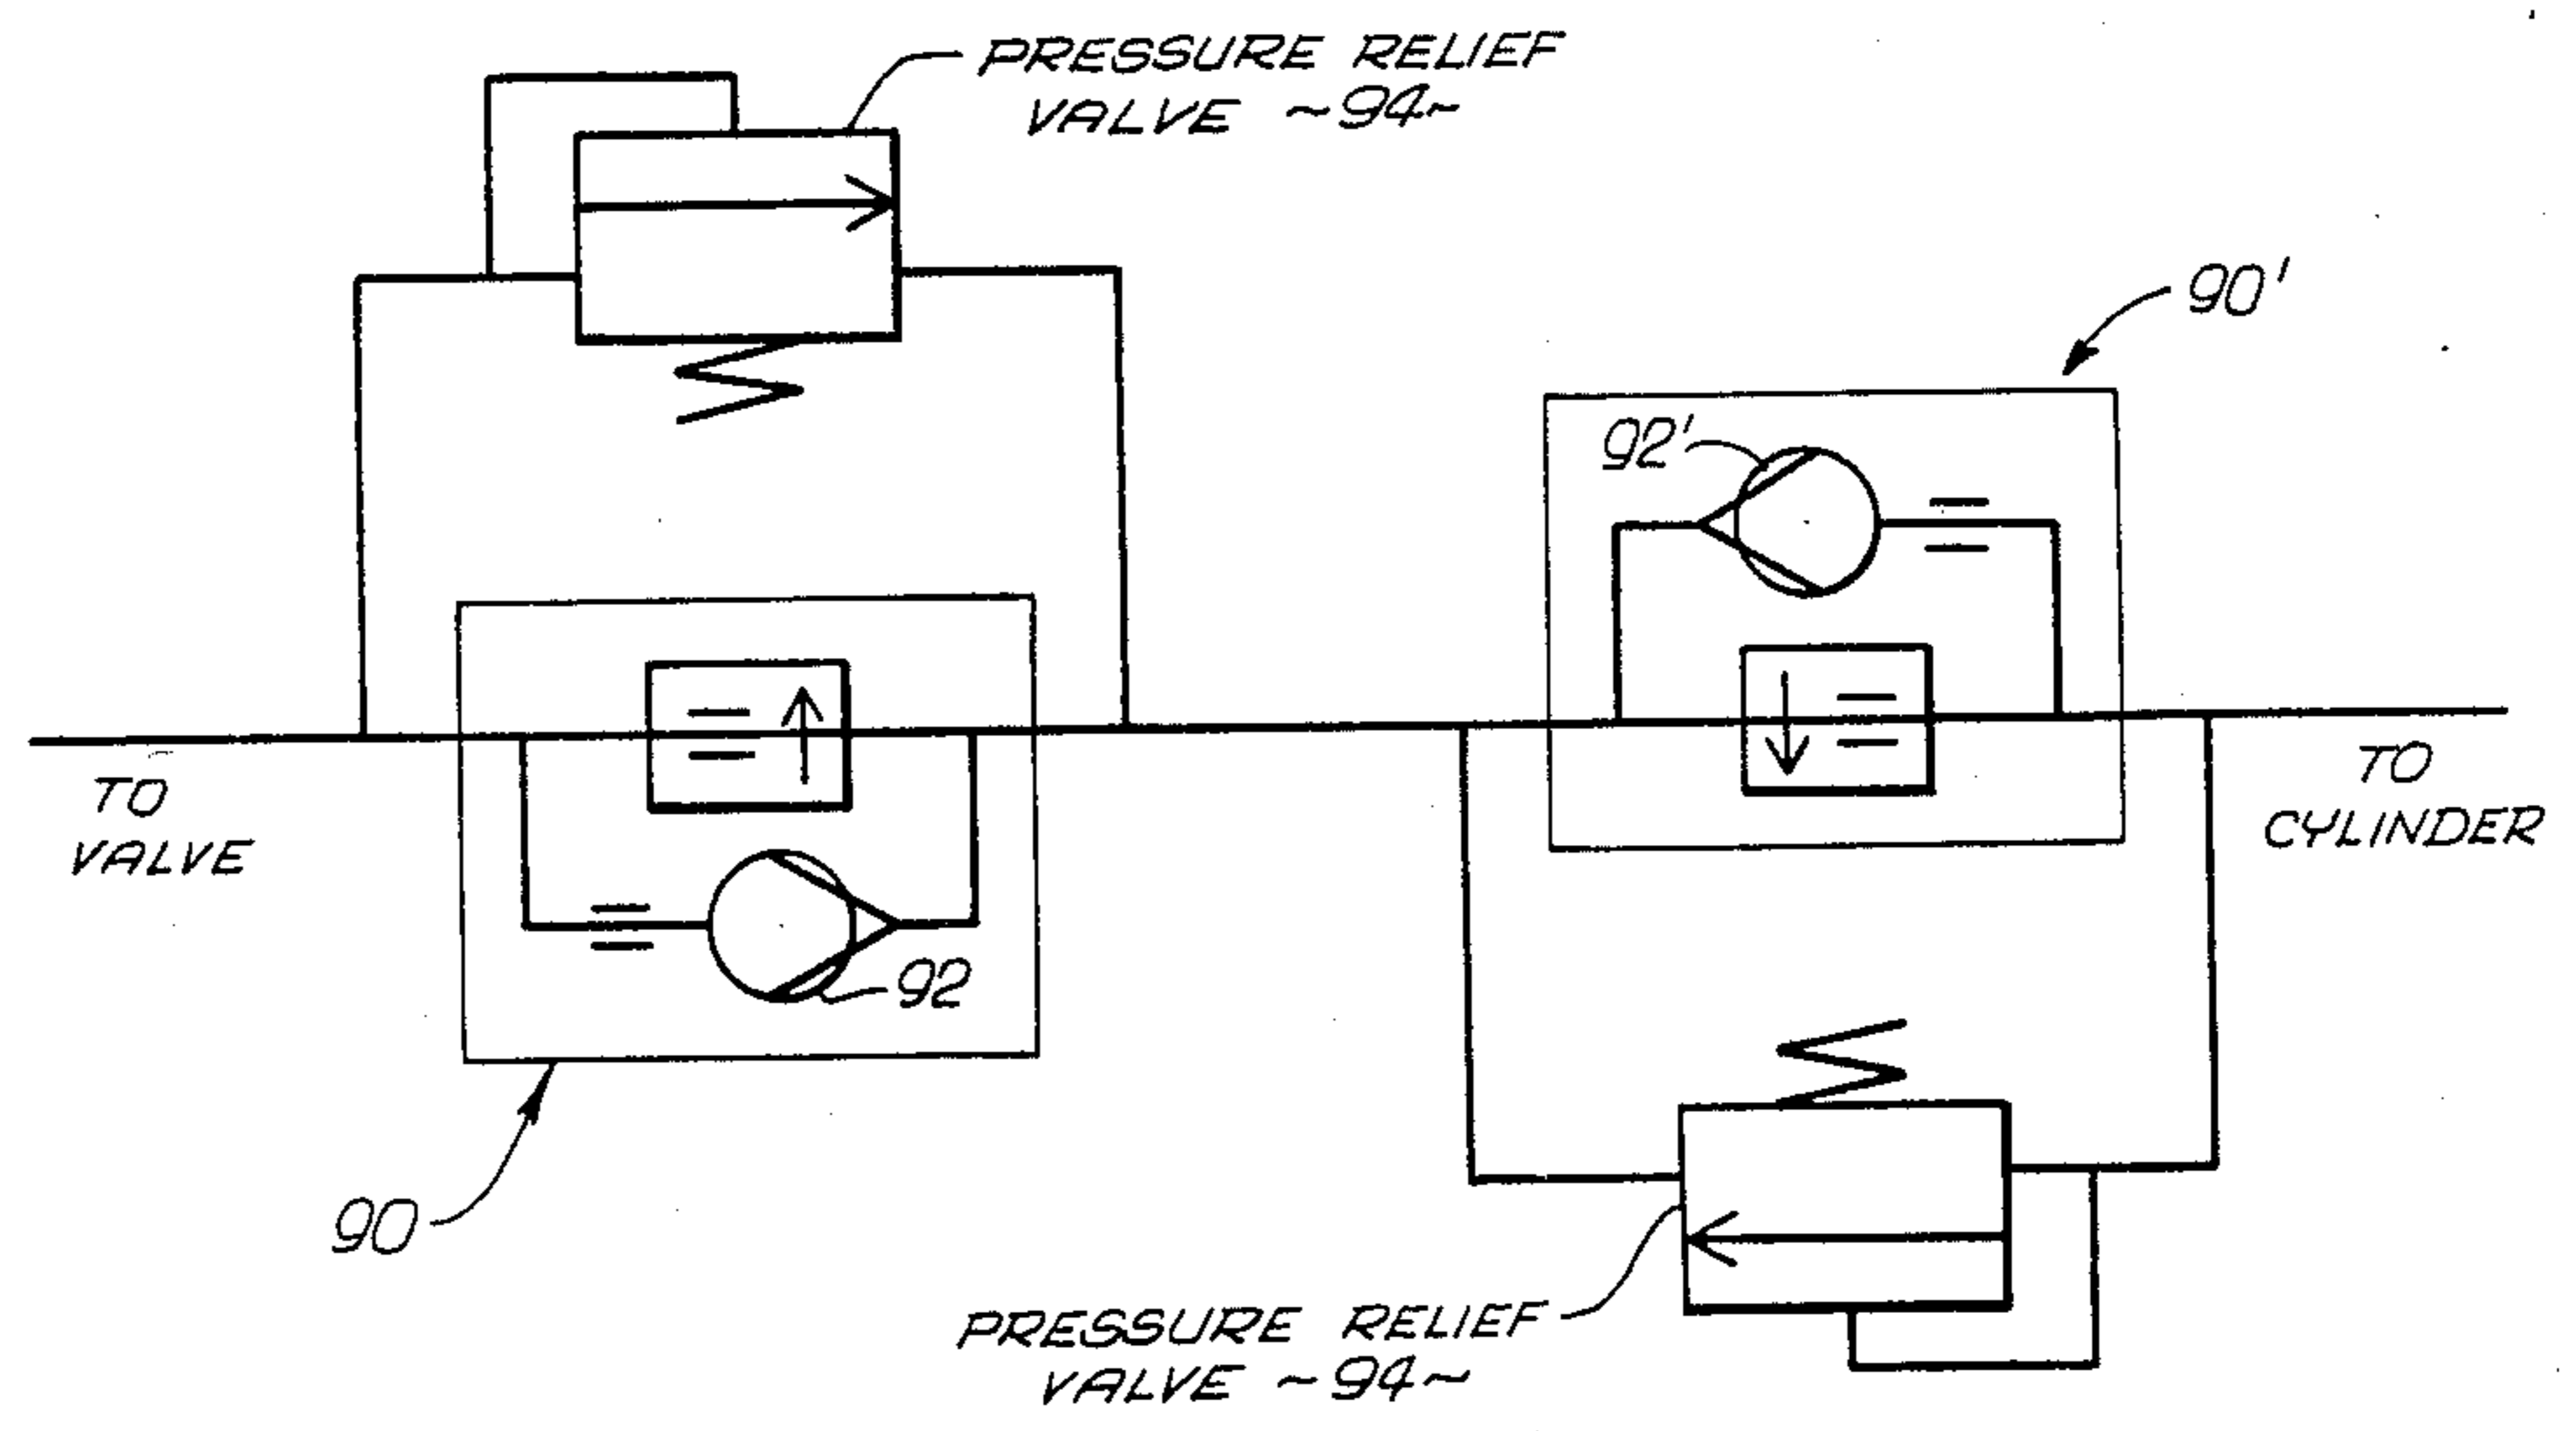 PRESSURE RELIEF
VALVE ~94~
90'
92'
TO
VALVE
TO
CYLINDER
92
90
PRESSURE RELIEF
VALVE ~94~